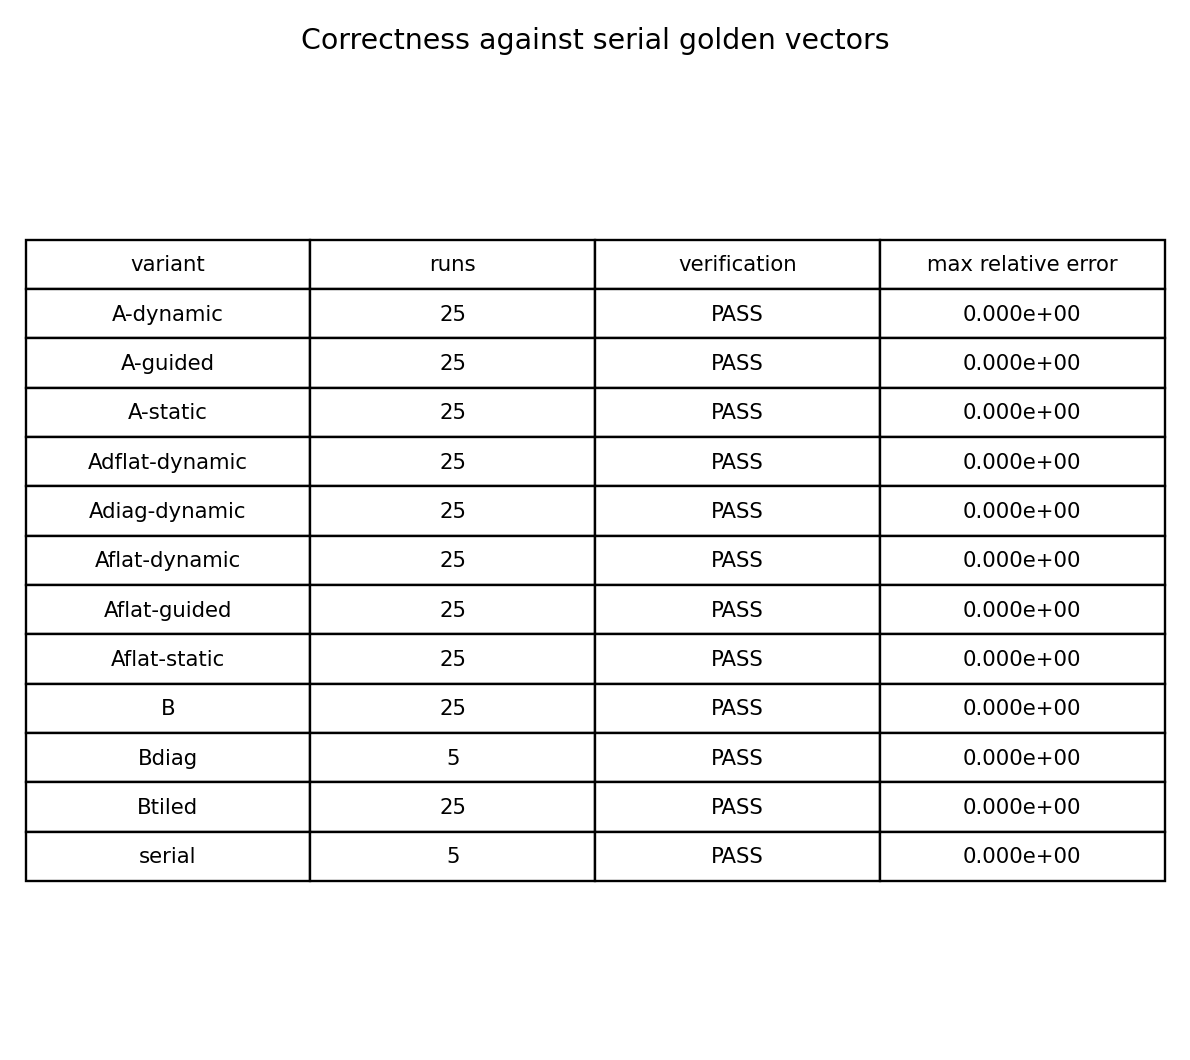 Correctness against serial golden vectors
variant runs verification max relative error
A-dynamic 25 PASS 0.000e+00
A-guided 25 PASS 0.000e+00
A-static 25 PASS 0.000e+00
Adflat-dynamic 25 PASS 0.000e+00
Adiag-dynamic 25 PASS 0.000e+00
Aflat-dynamic 25 PASS 0.000e+00
Aflat-guided 25 PASS 0.000e+00
Aflat-static 25 PASS 0.000e+00
B 25 PASS 0.000e+00
Bdiag 5 PASS 0.000e+00
Btiled 25 PASS 0.000e+00
serial 5 PASS 0.000e+00